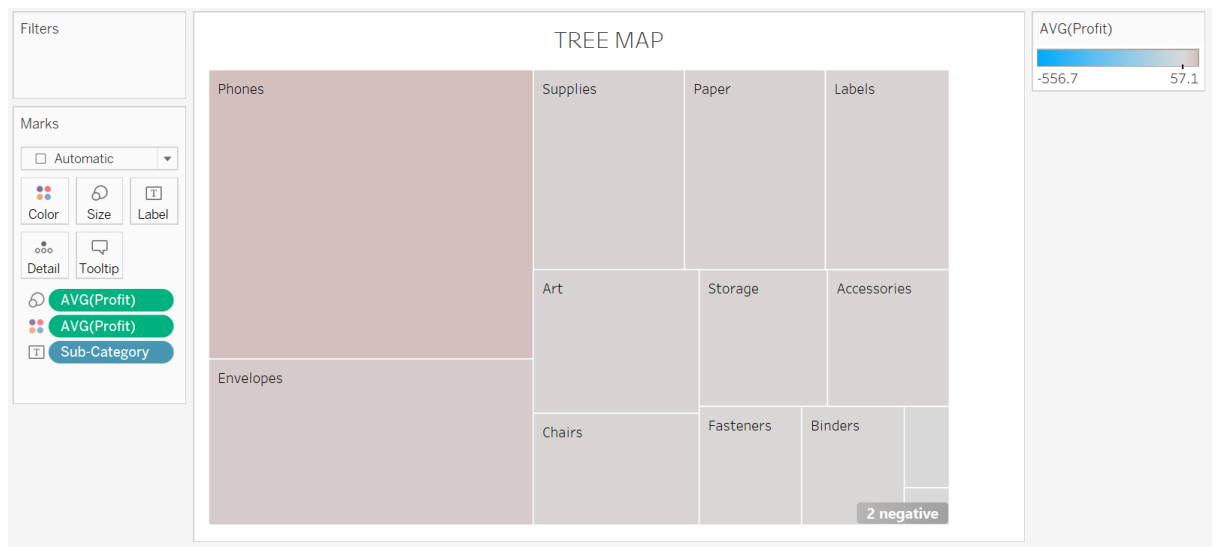 Filters
Marks
Automatic
Color
Size
Label
Detail
Tooltip
AVG(Profit)
AVG(Profit)
Sub-Category
TREE MAP
Phones
Supplies
Paper
Labels
Art
Storage
Accessories
Envelopes
Chairs
Fasteners
Binders
2 negative
AVG(Profit)
-556.7
57.1